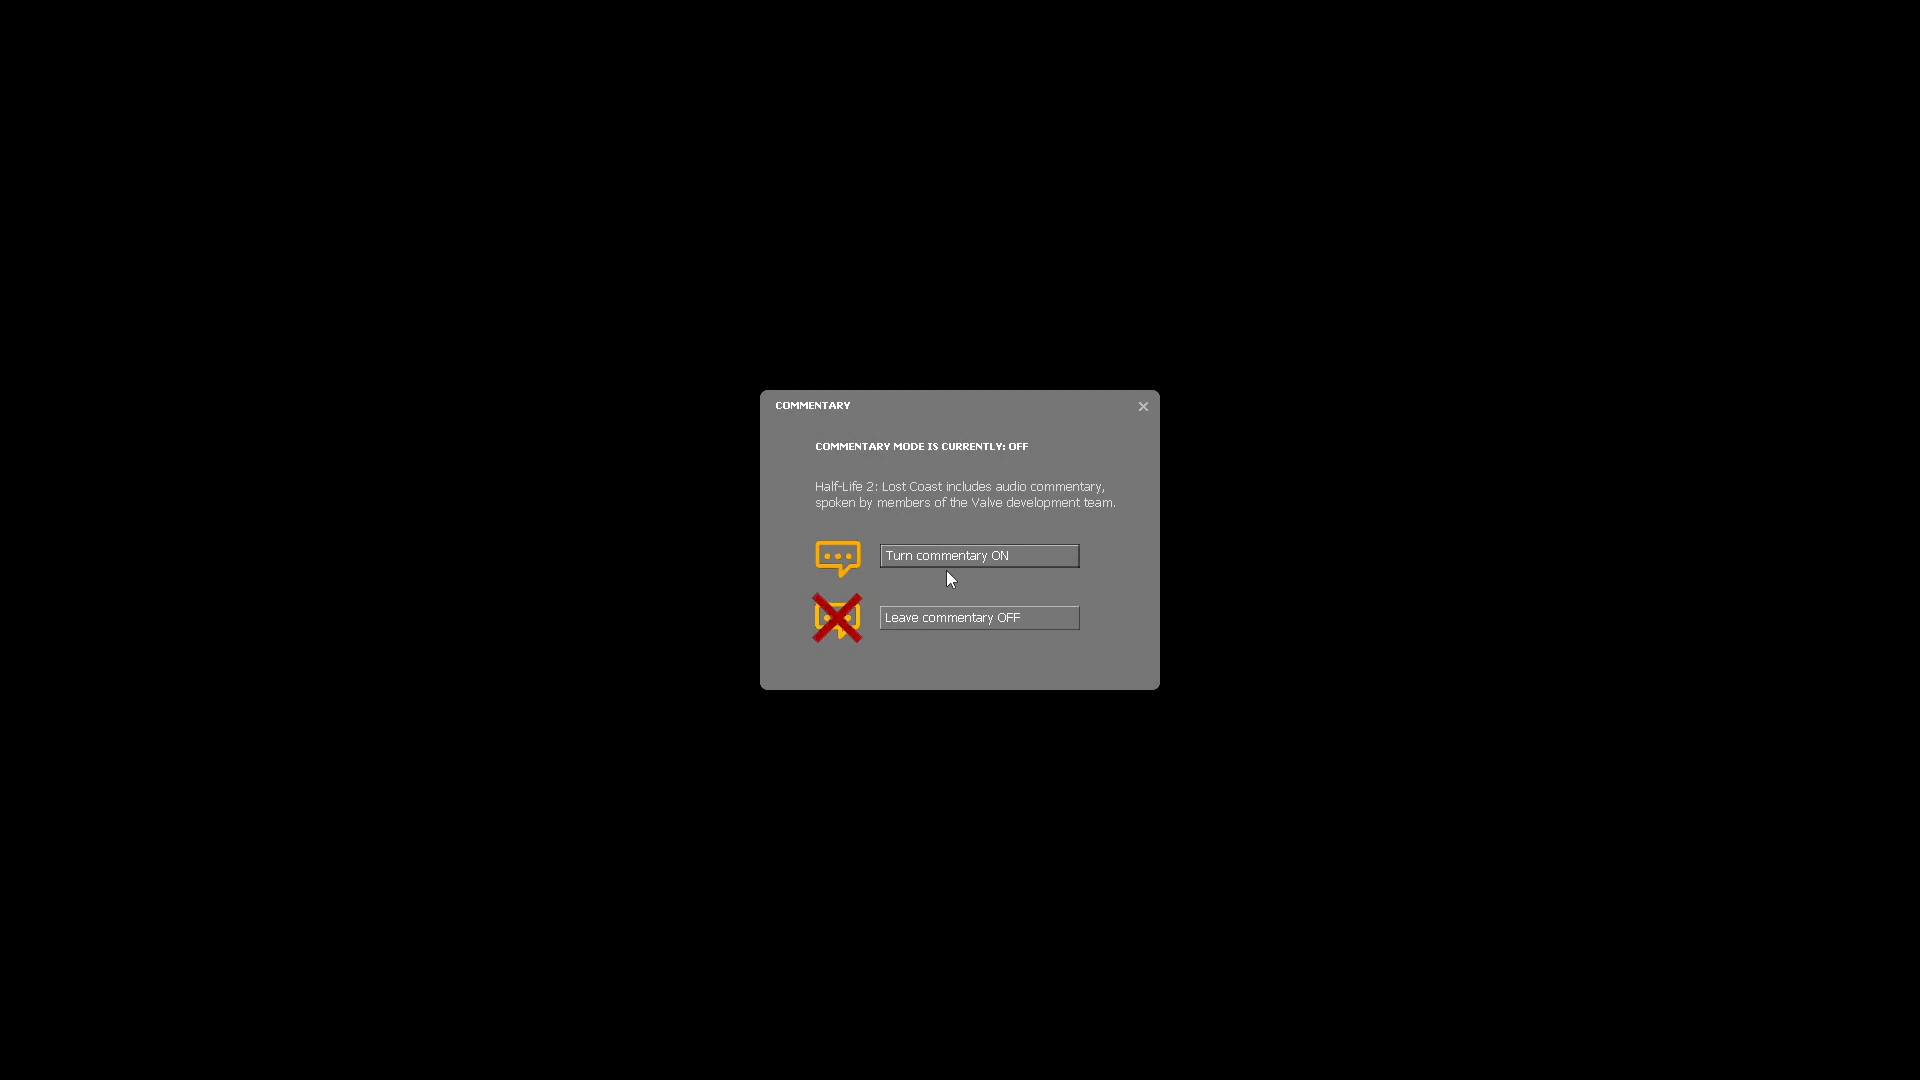 COMMENTARY
COMMENTARY MODE IS CURRENTLY: OFF
Half-Life 2: Lost Coast includes audio commentary,
spoken by members of the Valve development team.
Turn commentary ON
Leave commentary OFF